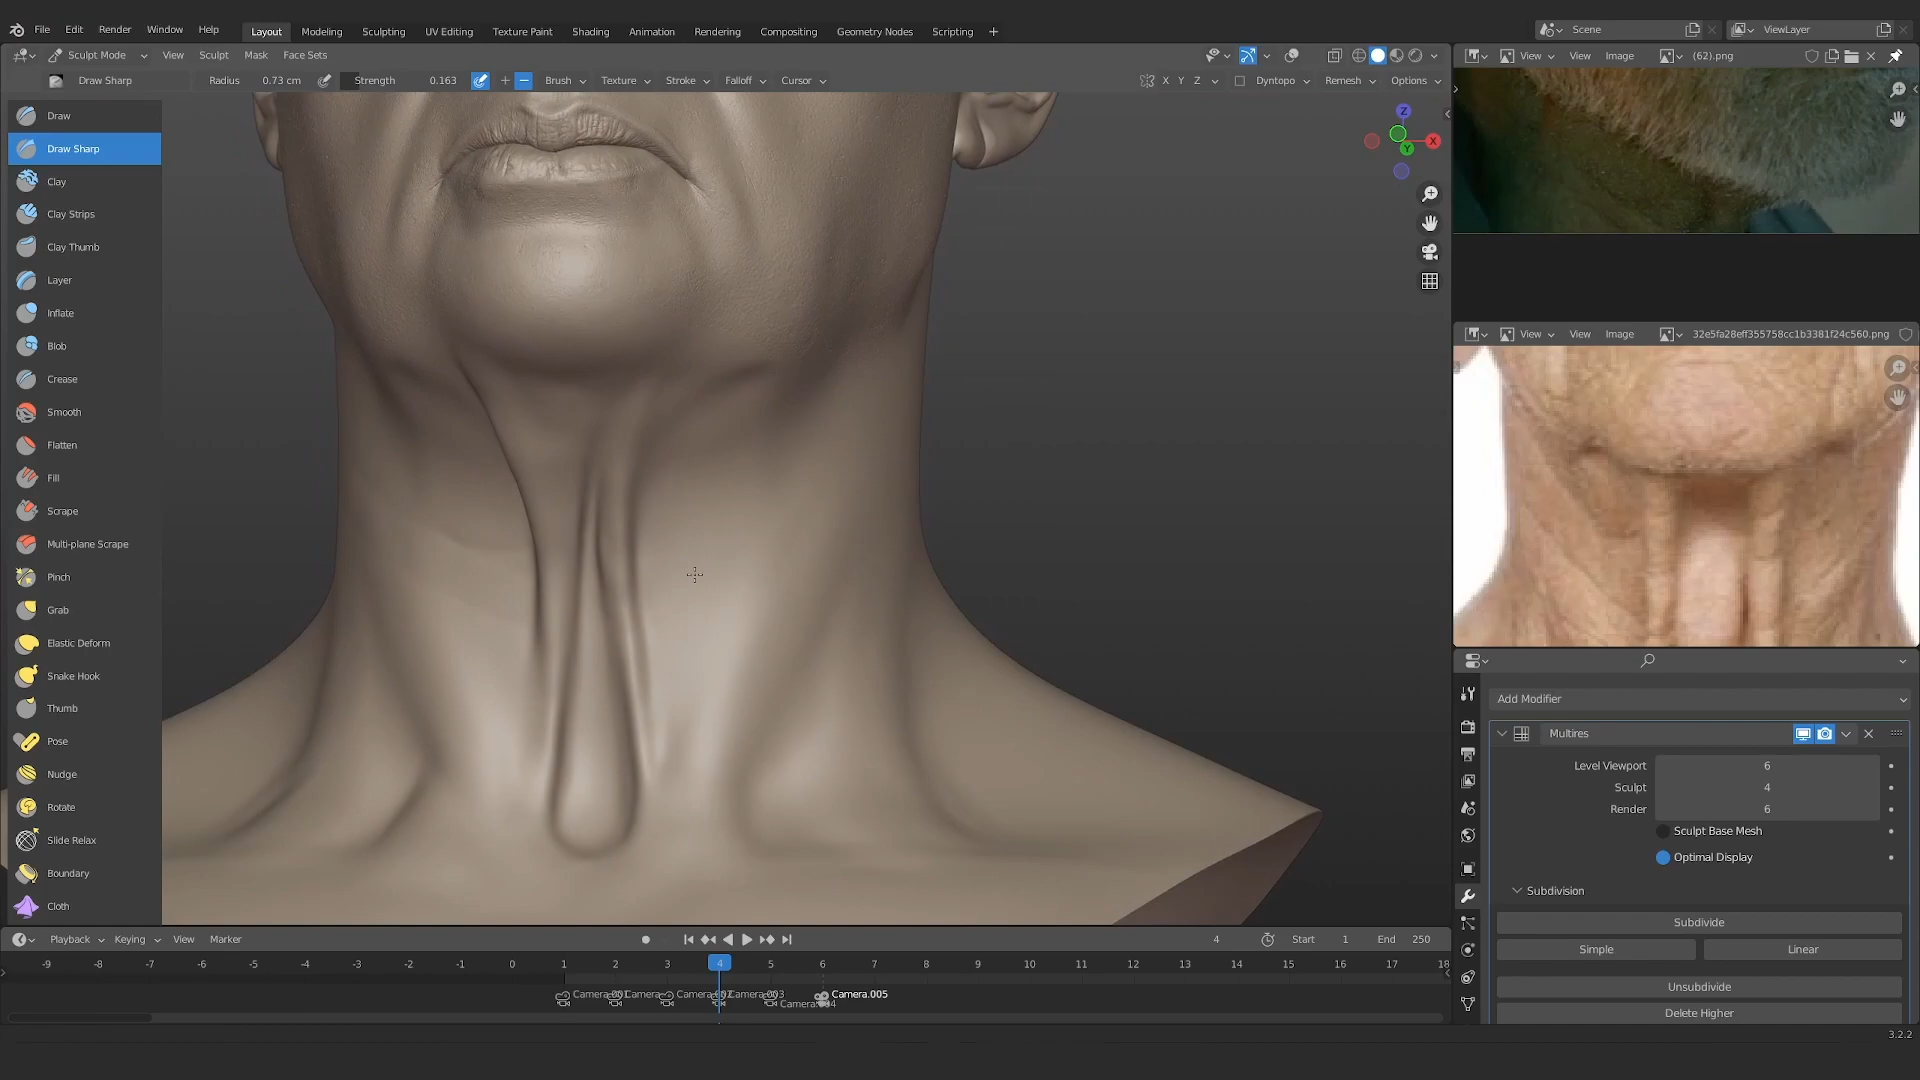 File Edit Render Window Help Layout Modeling Sculpting UV Editing Texture Paint Shading Animation Rendering Compositing Geometry Nodes Scripting + Scene ViewLayer
Sculpt Mode View Sculpt Mask Face Sets View View Image (62).png
Draw Sharp Radius 0.73 cm Strength 0.163 Brush Texture Stroke Falloff Cursor X Y Z Dyntopo Remesh Options
Draw
Draw Sharp
Clay
Clay Strips
Clay Thumb
Layer
Inflate
Blob
Crease
Smooth
Flatten
Fill
Scrape
Multi-plane Scrape
Pinch
Grab
Elastic Deform
Snake Hook
Thumb
Pose
Nudge
Rotate
Slide Relax
Boundary
Cloth
Z
X
Y
View View Image 32e5fa28eff355758cc1b3381f24c560.png
Add Modifier
Multires
Level Viewport 6
Sculpt 4
Render 6
Sculpt Base Mesh
Optimal Display
Subdivision
Subdivide
Simple Linear
Unsubdivide
Delete Higher
Playback Keying View Marker 4 Start 1 End 250
-9 -8 -7 -6 -5 -4 -3 -2 -1 0 1 2 3 4 5 6 7 8 9 10 11 12 13 14 15 16 17 18
Camera.003 Camera.005
3.2.2